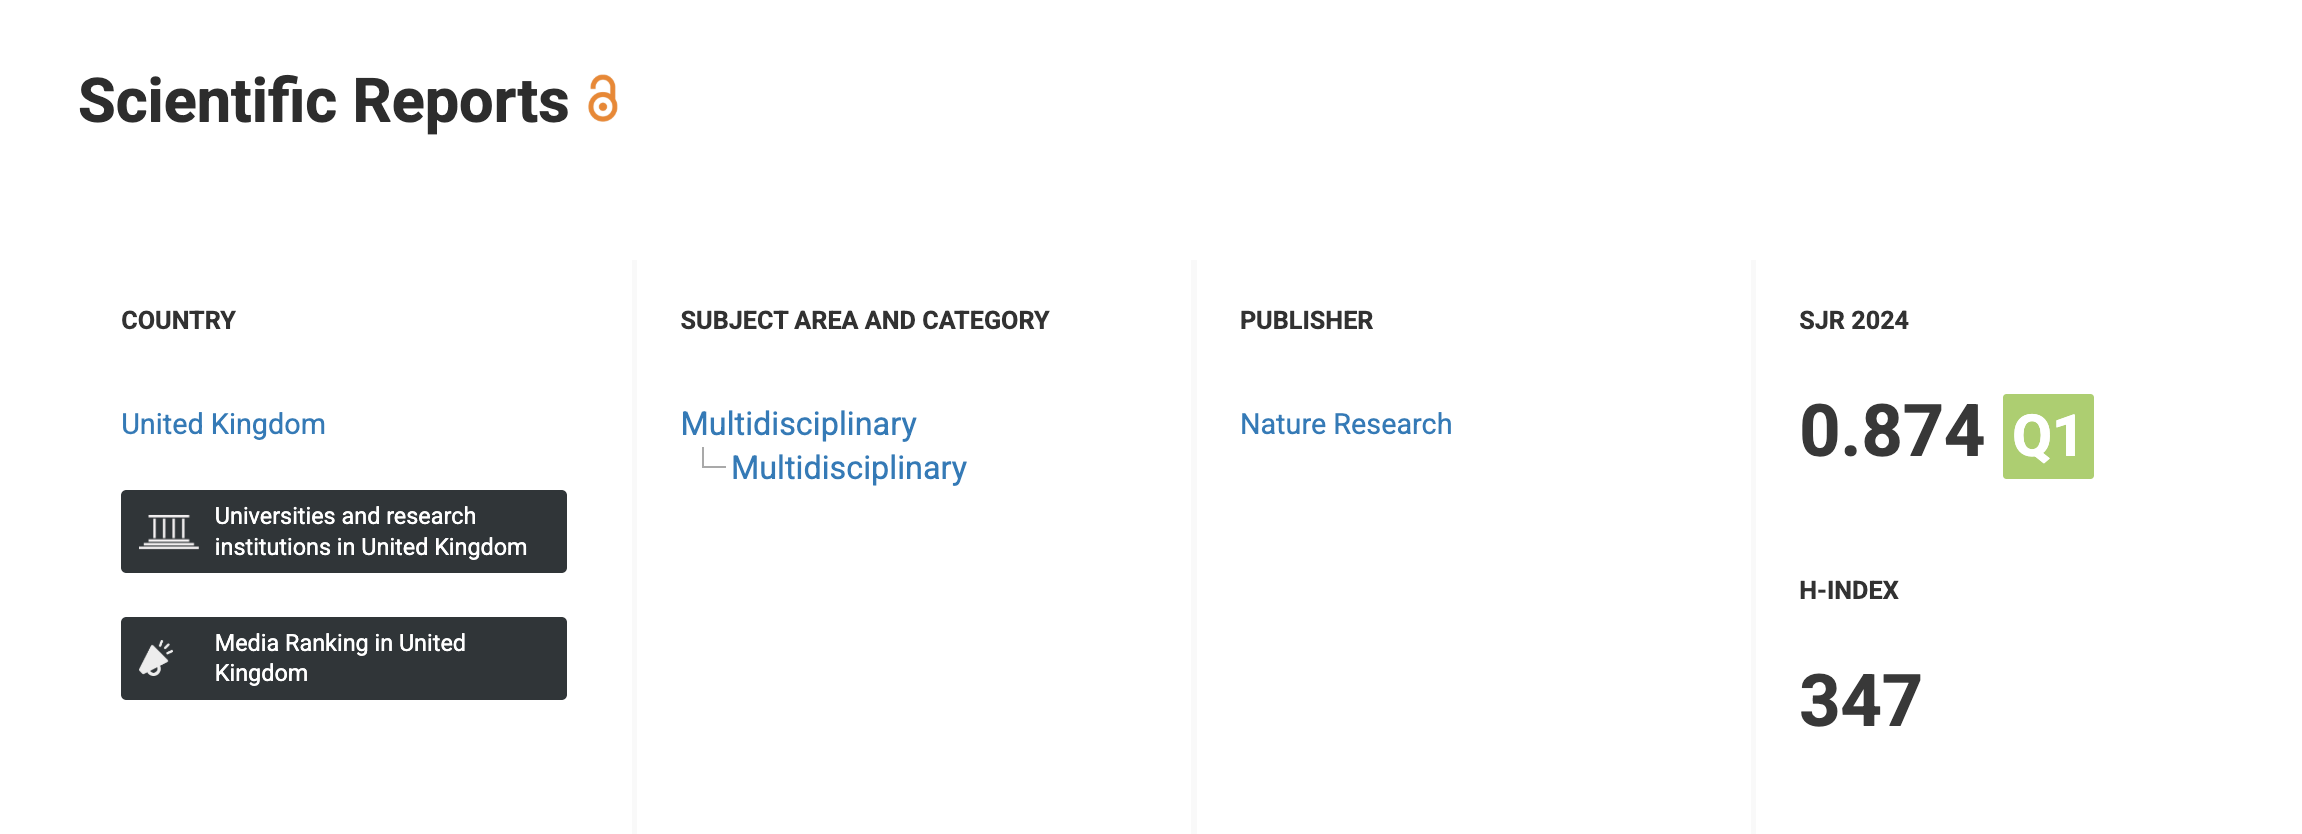 Scientific Reports
COUNTRY
United Kingdom
Universities and research
institutions in United Kingdom
Media Ranking in United
Kingdom
SUBJECT AREA AND CATEGORY
Multidisciplinary
Multidisciplinary
PUBLISHER
Nature Research
SJR 2024
0.874 Q1
H-INDEX
347